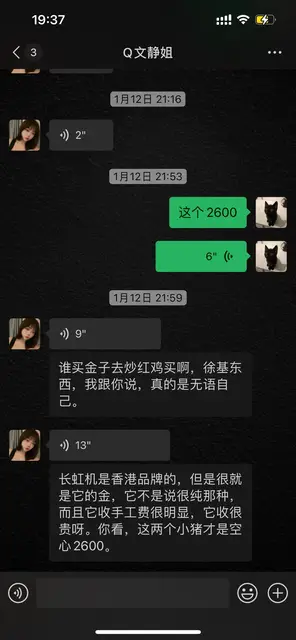 19:37
3
Q文静姐
1月12日 21:16
2"
1月12日 21:53
这个 2600
6"
1月12日 21:59
9"
谁买金子去炒红鸡买啊，徐基东
西，我跟你说，真的是无语自
己。
13"
长虹机是香港品牌的，但是很就
是它的金，它不是说很纯那种，
而且它收手工费很明显，它收很
贵呀。你看，这两个小猪才是空
心2600。